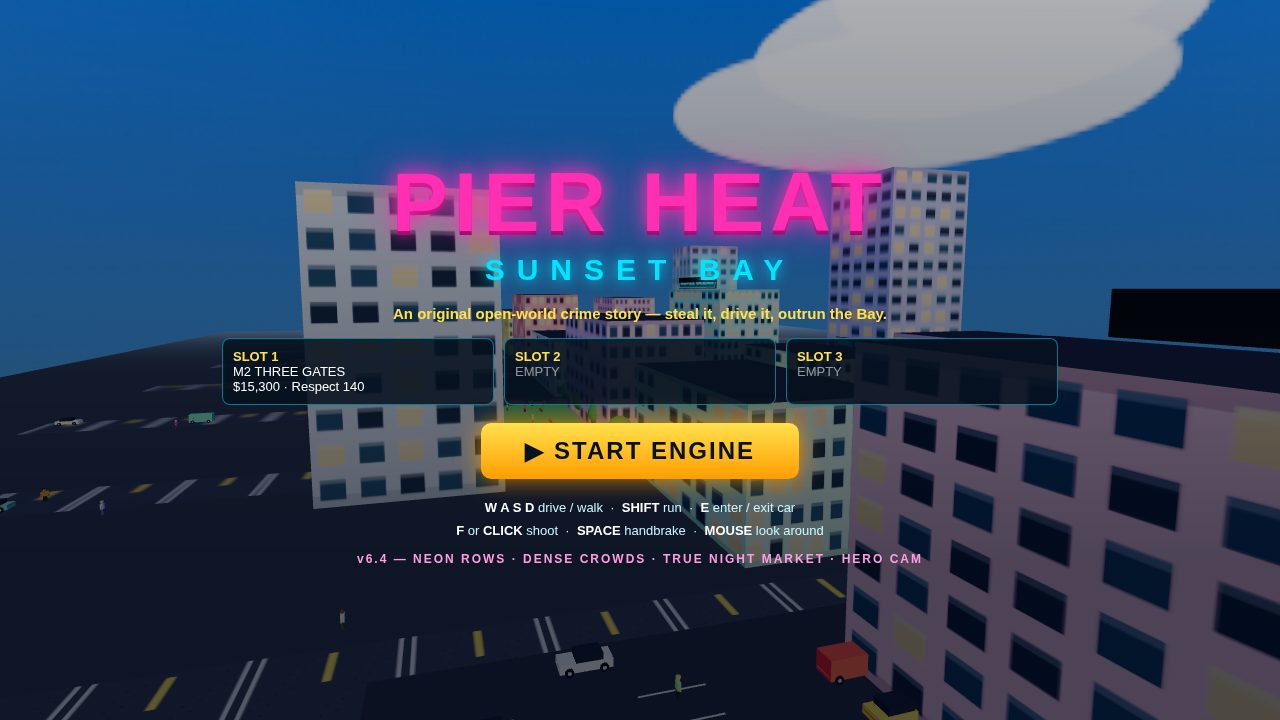 PIER HEAT
SUNSET BAY
An original open-world crime story — steal it, drive it, outrun the Bay.
SLOT 1
M2 THREE GATES
$15,300 · Respect 140
SLOT 2
EMPTY
SLOT 3
EMPTY
▶ START ENGINE
W A S D drive / walk · SHIFT run · E enter / exit car
F or CLICK shoot · SPACE handbrake · MOUSE look around
v6.4 — NEON ROWS · DENSE CROWDS · TRUE NIGHT MARKET · HERO CAM